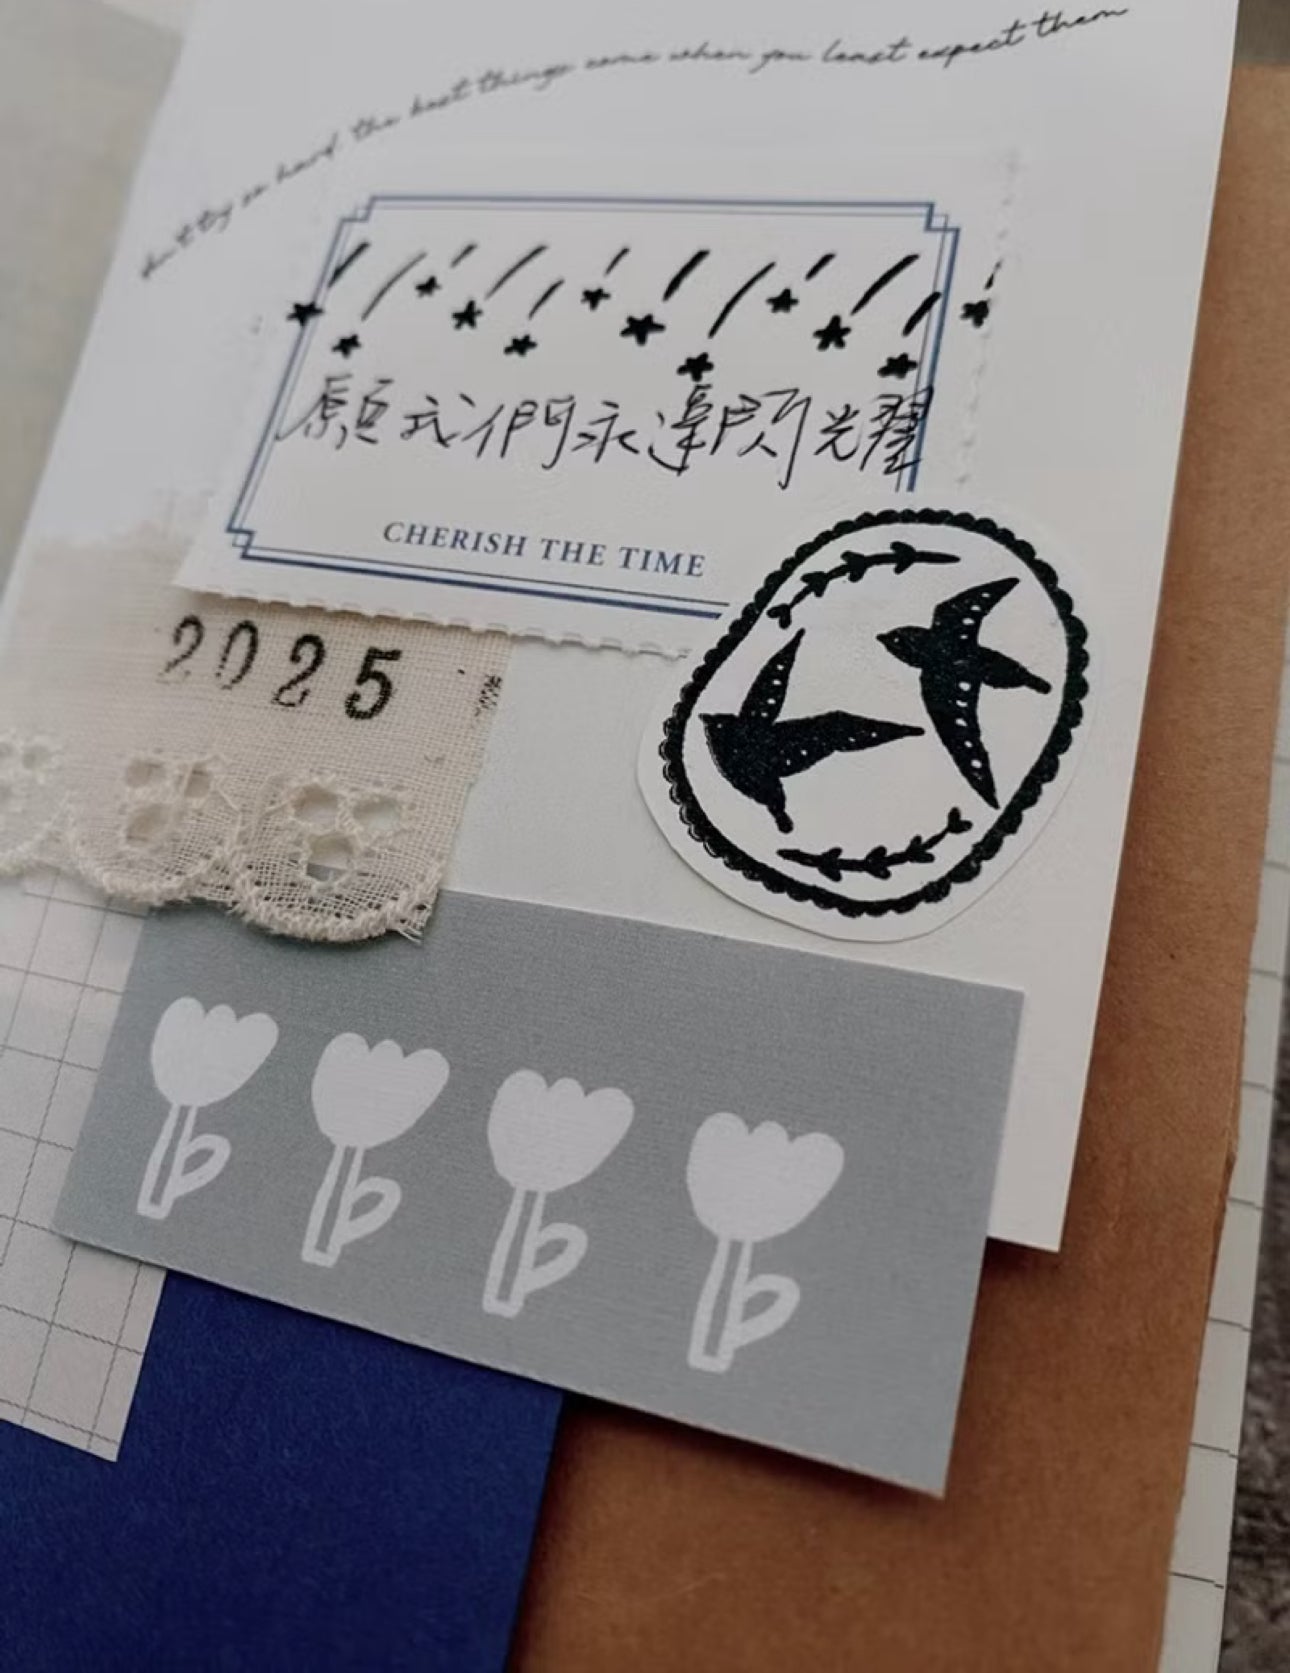 don't try so hard, the best things come when you least expect them
願我們永遠閃光耀
CHERISH THE TIME
2025